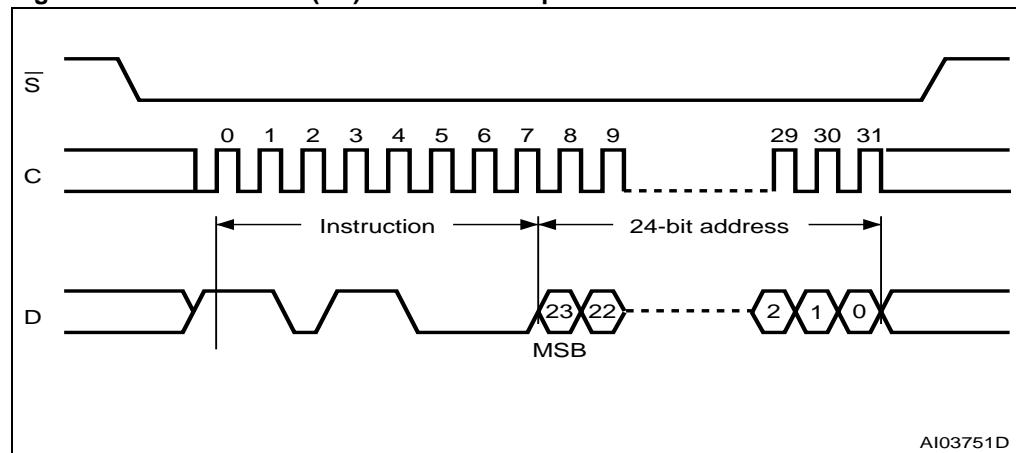 S
C
0 1 2 3 4 5 6 7 8 9 29 30 31
Instruction 24-bit address
D
23 22 2 1 0
MSB
AI03751D